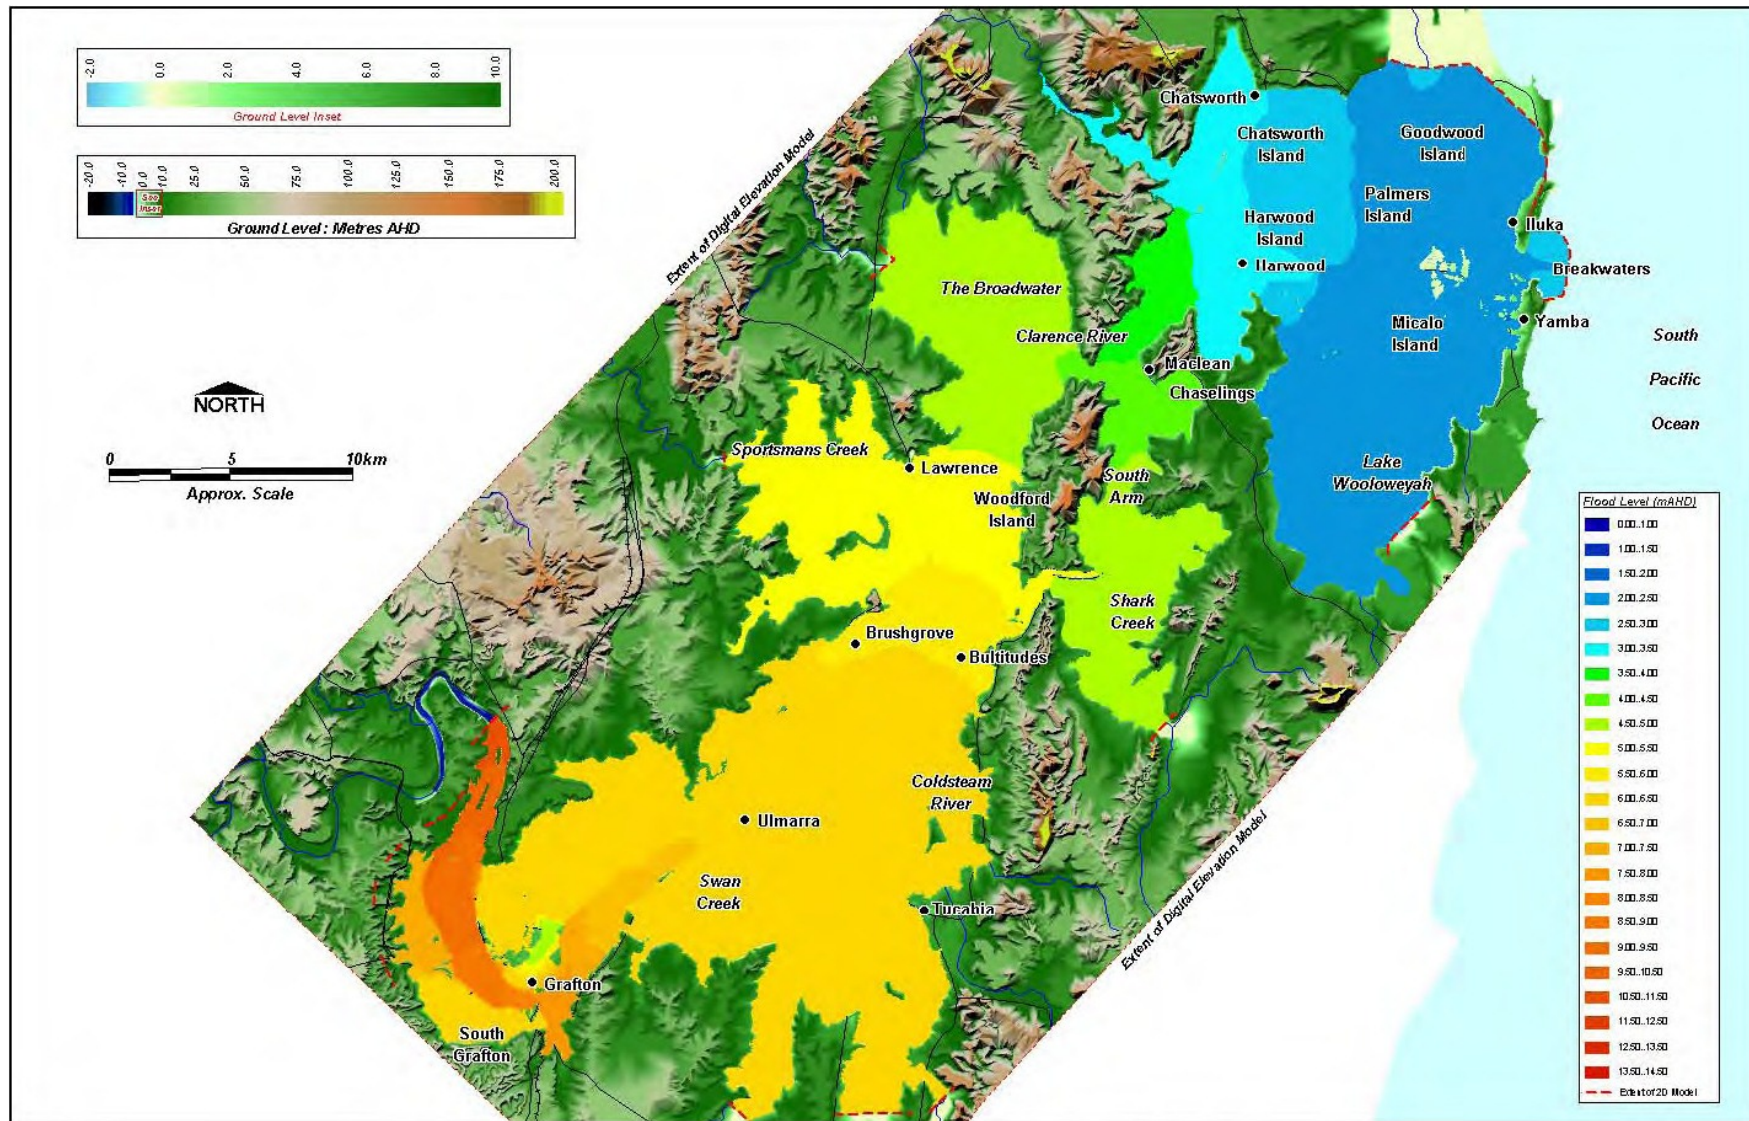 -2.0 0.0 2.0 4.0 6.0 8.0 10.0
Ground Level Inset
-20.0 -10.0 0.0 10.0 25.0 50.0 75.0 100.0 125.0 150.0 175.0 200.0
See
Inset
Ground Level : Metres AHD
NORTH
0 5 10km
Approx. Scale
Extent of Digital Elevation Model
Chatsworth
Chatsworth
Island
Goodwood
Island
Palmers
Island
Harwood
Island
Harwood
Iluka
Breakwaters
Yamba
Micalo
Island
South
Pacific
Ocean
The Broadwater
Clarence River
Maclean
Chaselings
Sportsmans Creek
Lawrence
Woodford
Island
South
Arm
Lake
Wooloweyah
Shark
Creek
Brushgrove
Bultitudes
Coldsteam
River
Ulmarra
Swan
Creek
Tucabia
Grafton
South
Grafton
Extent of Digital Elevation Model
Flood Level (mAHD)
0.00..1.00
1.00..1.50
1.50..2.00
2.00..2.50
2.50..3.00
3.00..3.50
3.50..4.00
4.00..4.50
4.50..5.00
5.00..5.50
5.50..6.00
6.00..6.50
6.50..7.00
7.00..7.50
7.50..8.00
8.00..8.50
8.50..9.00
9.00..9.50
9.50..10.50
10.50..11.50
11.50..12.50
12.50..13.50
13.50..14.50
Extent of 2D Model